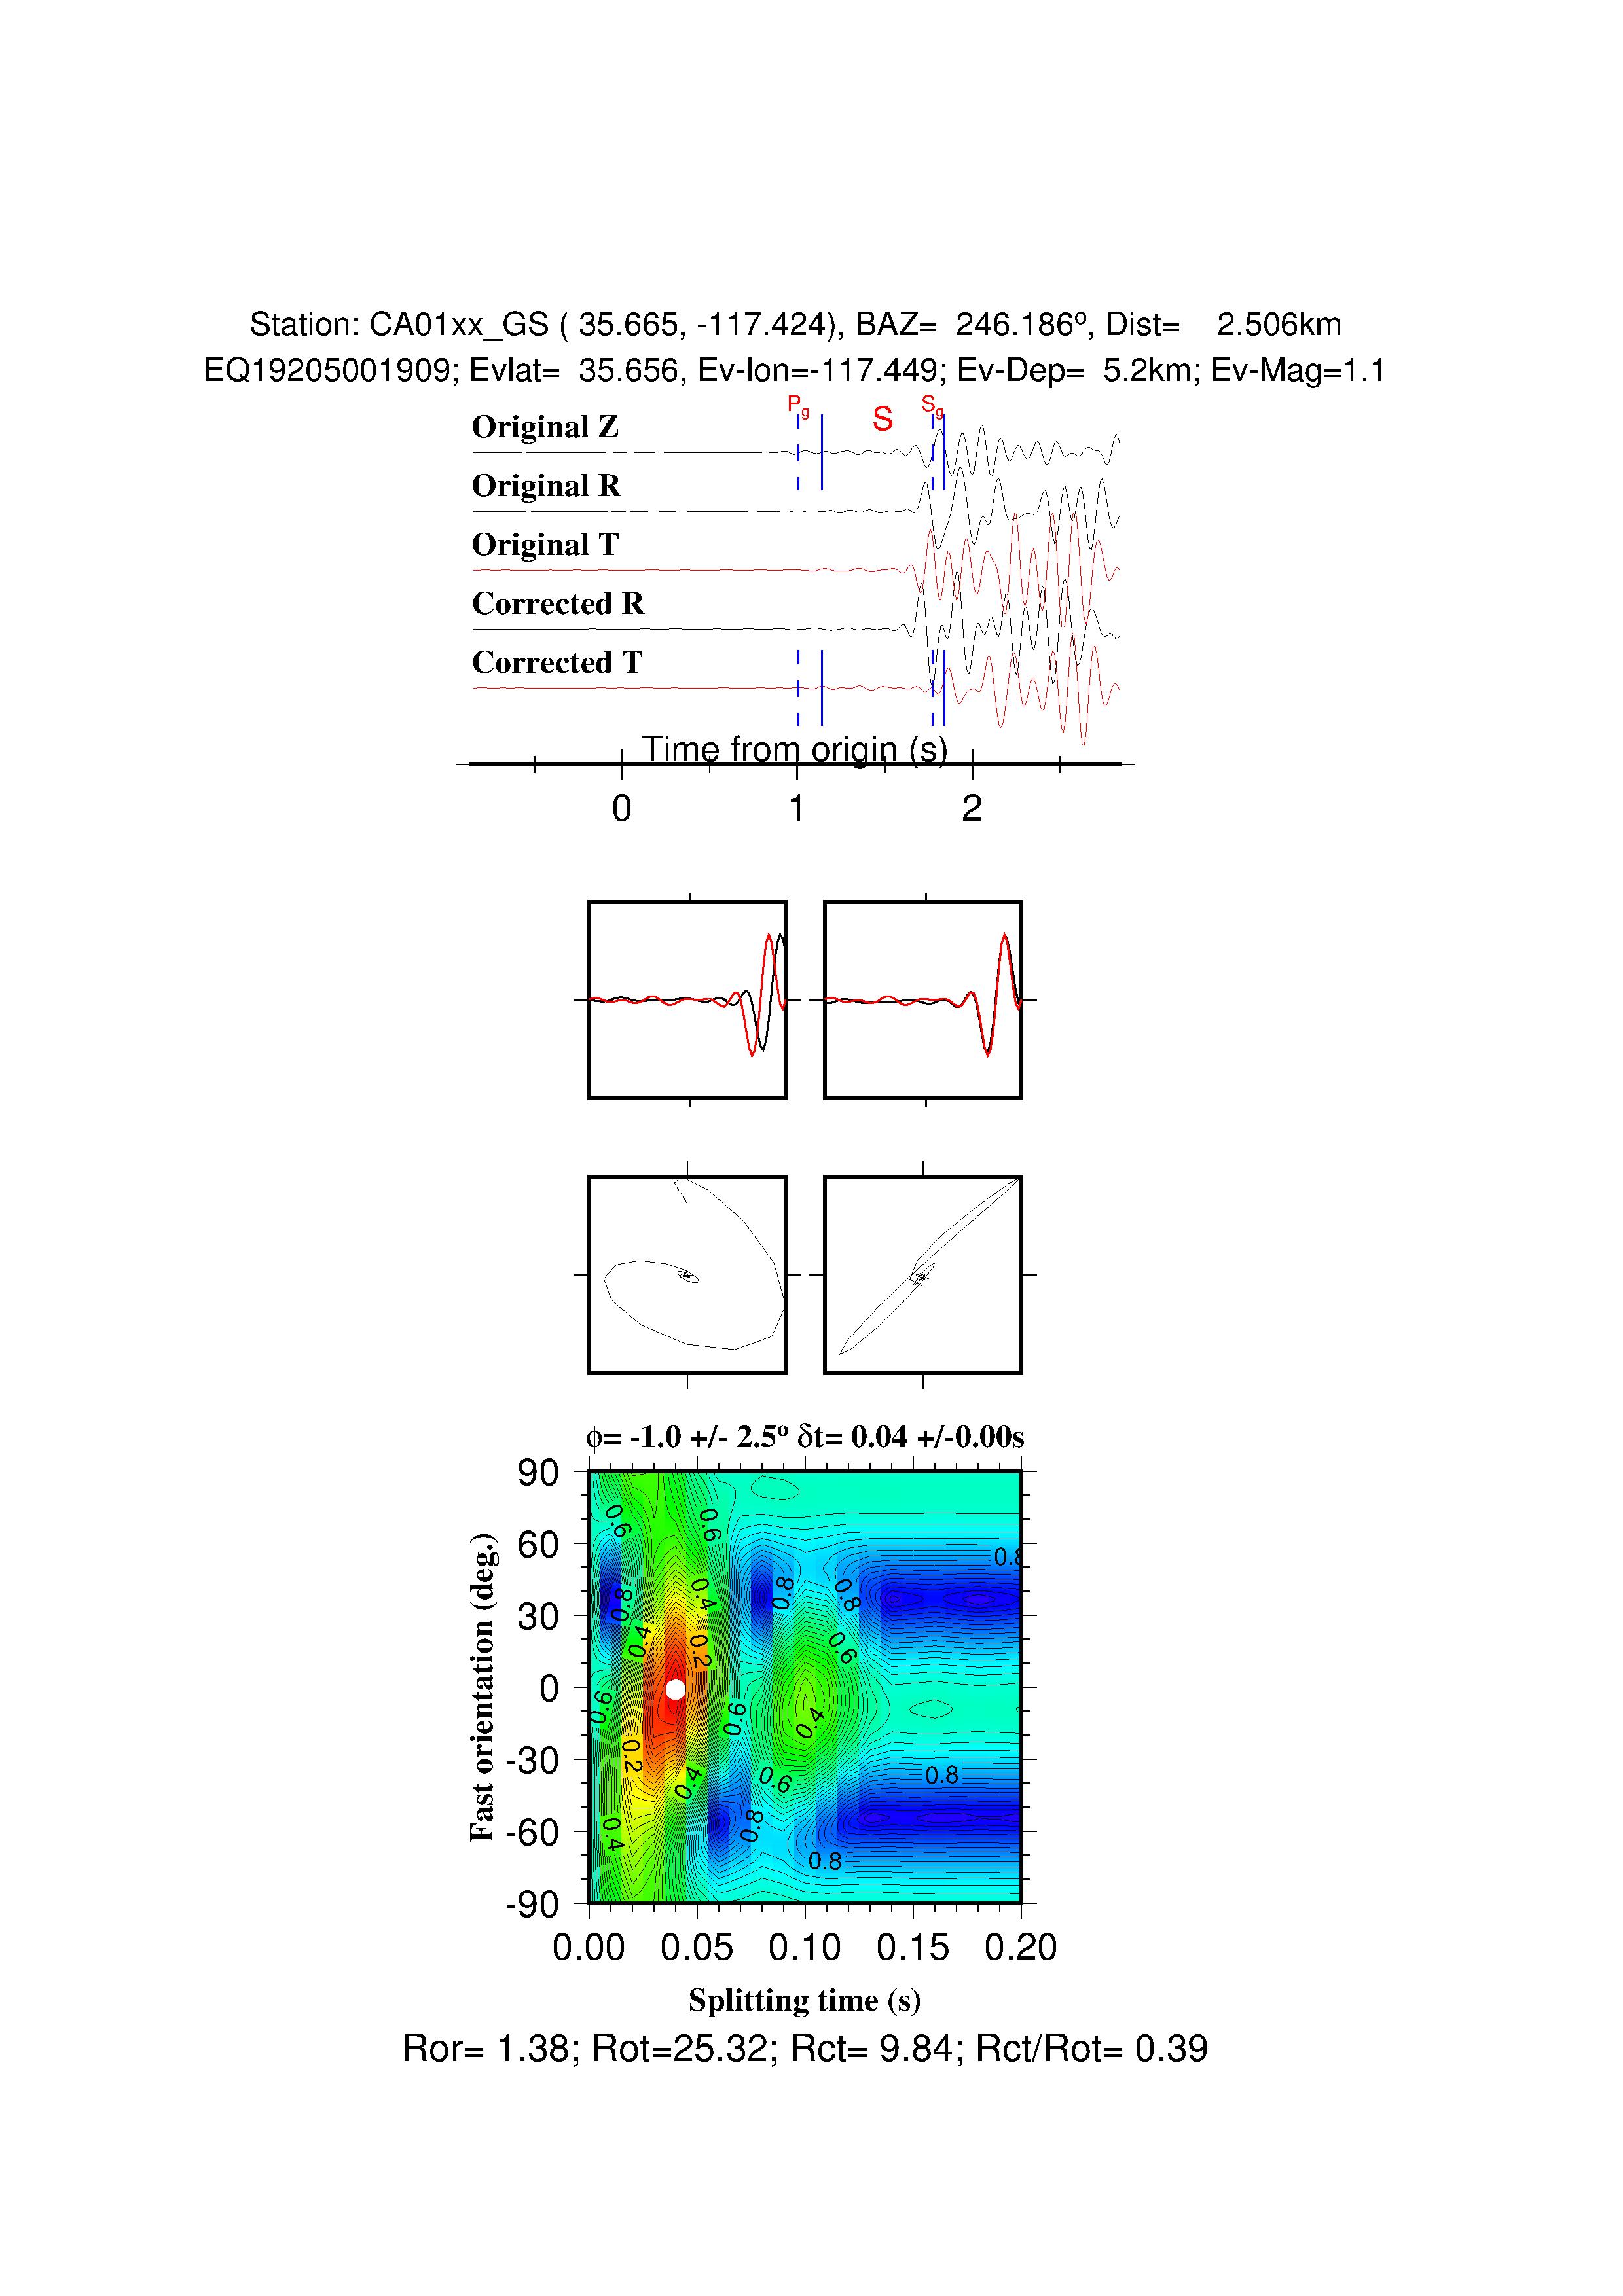 Station: CA01xx_GS ( 35.665, -117.424), BAZ= 246.186º, Dist= 2.506km
EQ19205001909; Evlat= 35.656, Ev-lon=-117.449; Ev-Dep= 5.2km; Ev-Mag=1.1
Pg S Sg
Original Z
Original R
Original T
Corrected R
Corrected T
Time from origin (s)
0 1 2
ϕ= -1.0 +/- 2.5º δt= 0.04 +/-0.00s
Fast orientation (deg.)
90
60
30
0
-30
-60
-90
0.6 0.6
0.8
0.8 0.4 0.8 0.8
0.4 0.2 0.6
0.6 0.6 0.4
0.2 0.4 0.6 0.8
0.4 0.8
0.8
0.00 0.05 0.10 0.15 0.20
Splitting time (s)
Ror= 1.38; Rot=25.32; Rct= 9.84; Rct/Rot= 0.39